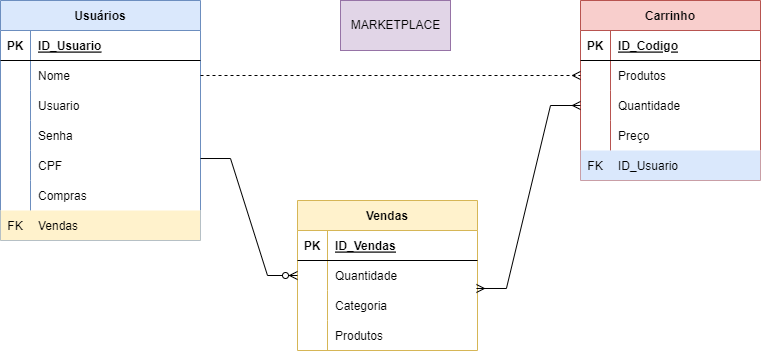 Usuários
PK ID_Usuario
Nome
Usuario
Senha
CPF
Compras
FK Vendas
MARKETPLACE
Carrinho
PK ID_Codigo
Produtos
Quantidade
Preço
FK ID_Usuario
Vendas
PK ID_Vendas
Quantidade
Categoria
Produtos